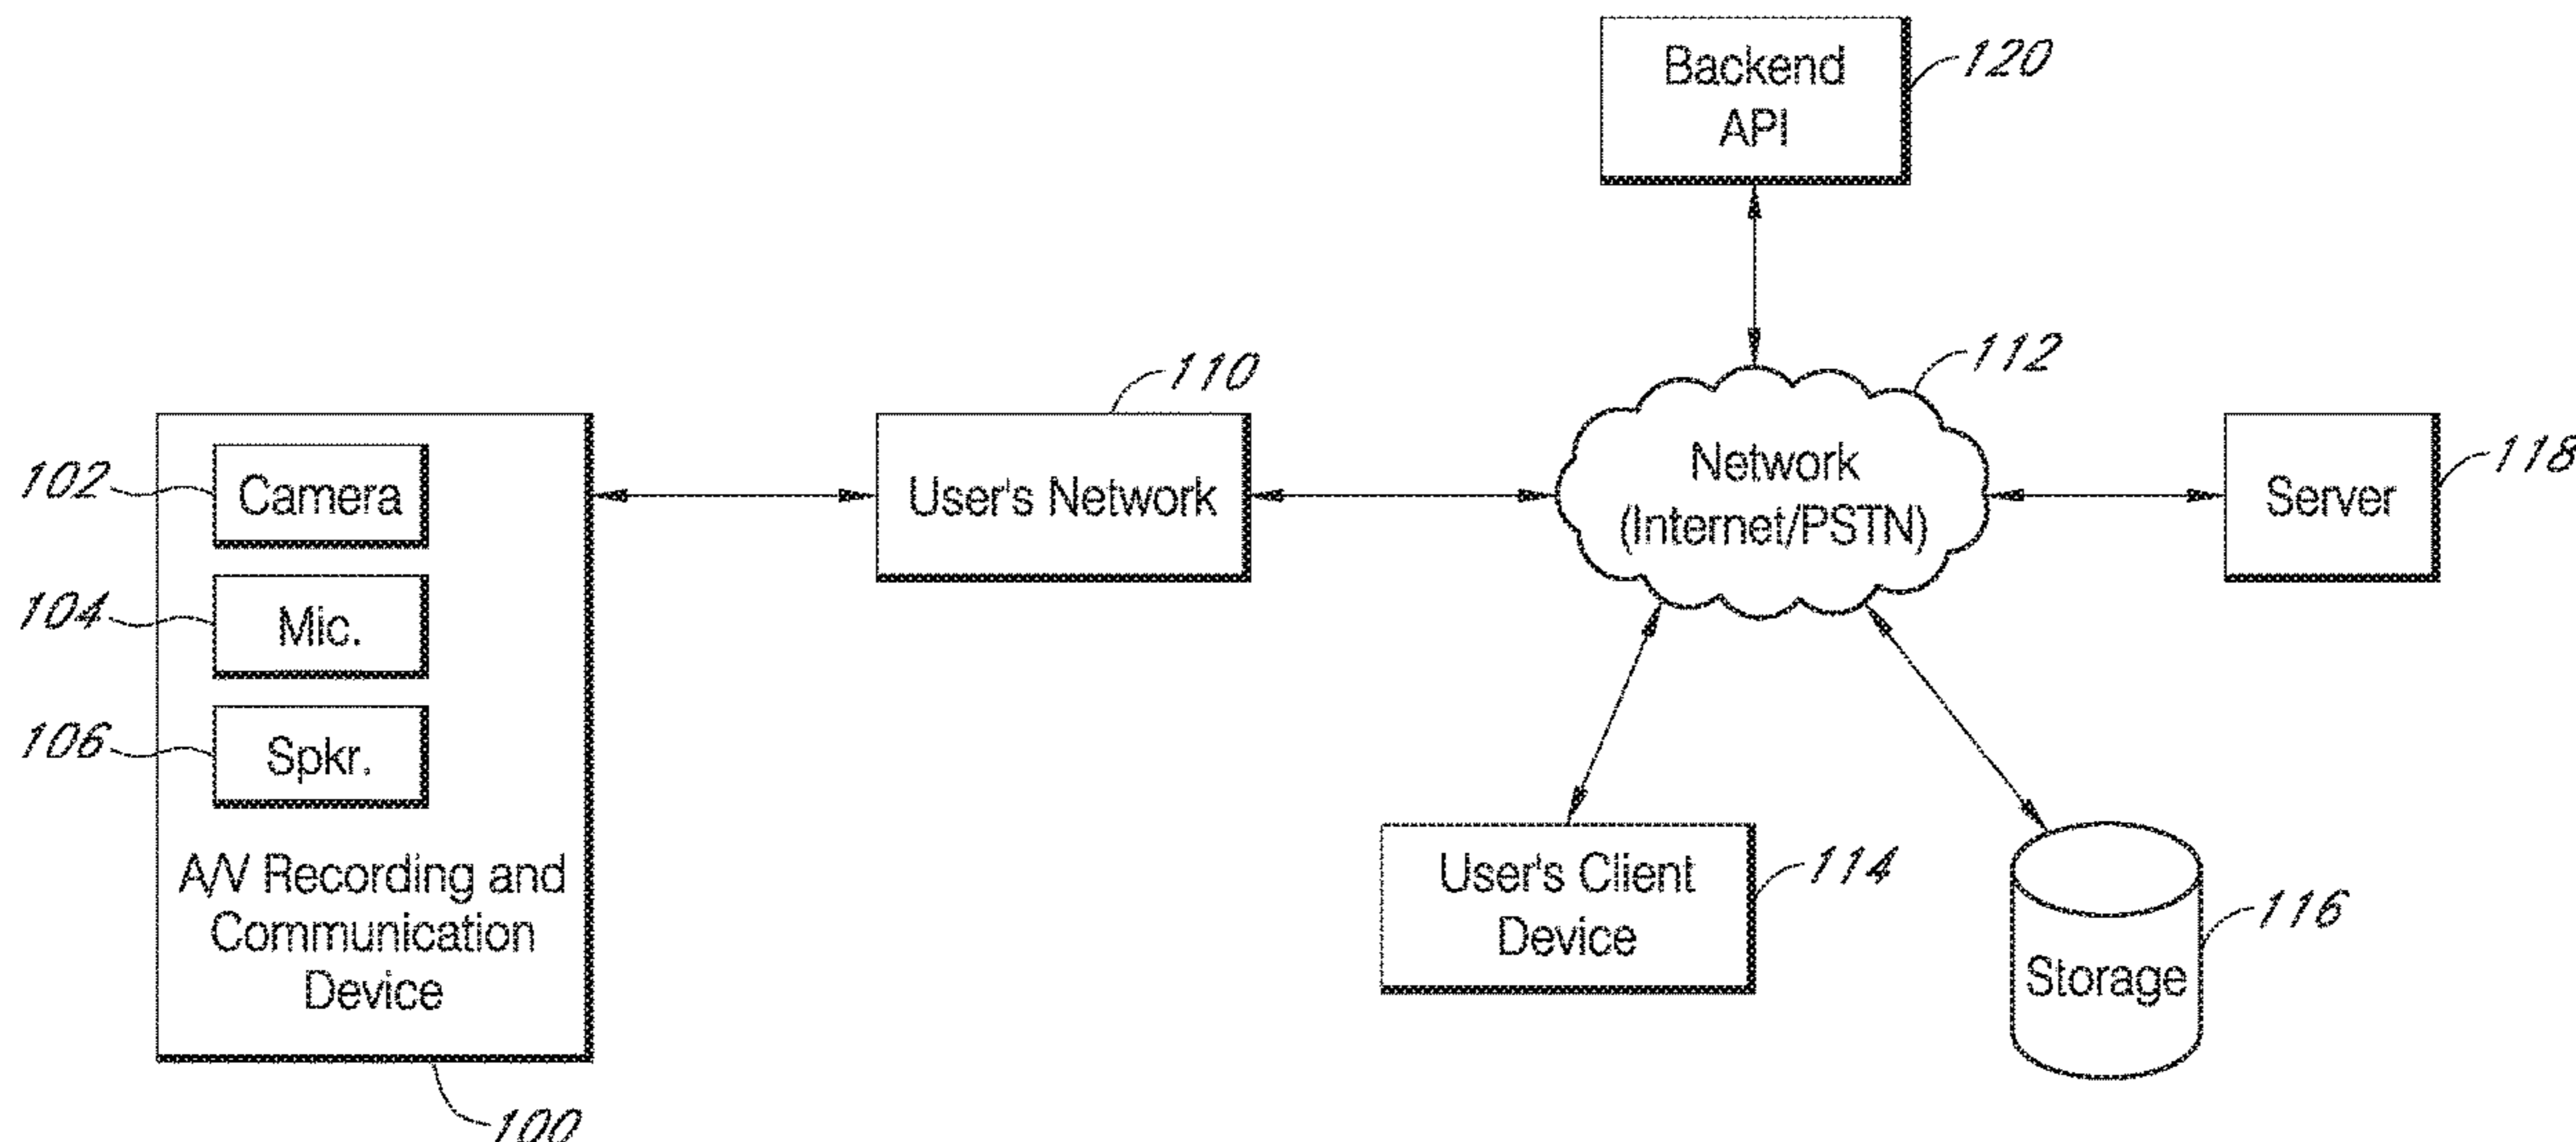 Backend
API
120
110
112
102
Camera
User's Network
Network
(Internet/PSTN)
Server
118
104
Mic.
106
Spkr.
A/V Recording and
Communication
Device
User's Client
Device
114
Storage
116
100